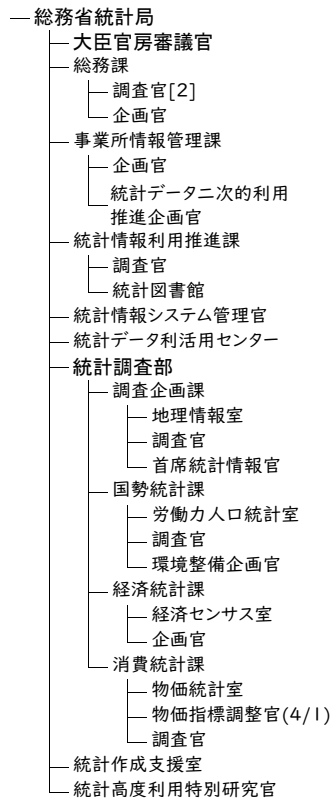 総務省統計局
大臣官房審議官
総務課
調査官[2]
企画官
事業所情報管理課
企画官
統計データ二次的利用
推進企画官
統計情報利用推進課
調査官
統計図書館
統計情報システム管理官
統計データ利活用センター
統計調査部
調査企画課
地理情報室
調査官
首席統計情報官
国勢統計課
労働力人口統計室
調査官
環境整備企画官
経済統計課
経済センサス室
企画官
消費統計課
物価統計室
物価指標調整官(4/1)
調査官
統計作成支援室
統計高度利用特別研究官